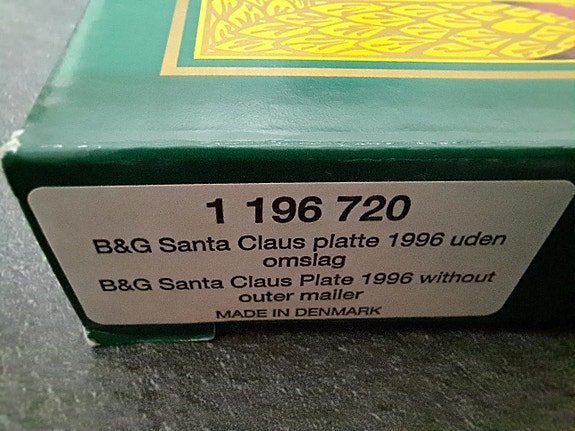 1 196 720
B&G Santa Claus platte 1996 uden
omslag
B&G Santa Claus Plate 1996 without
outer mailer
MADE IN DENMARK